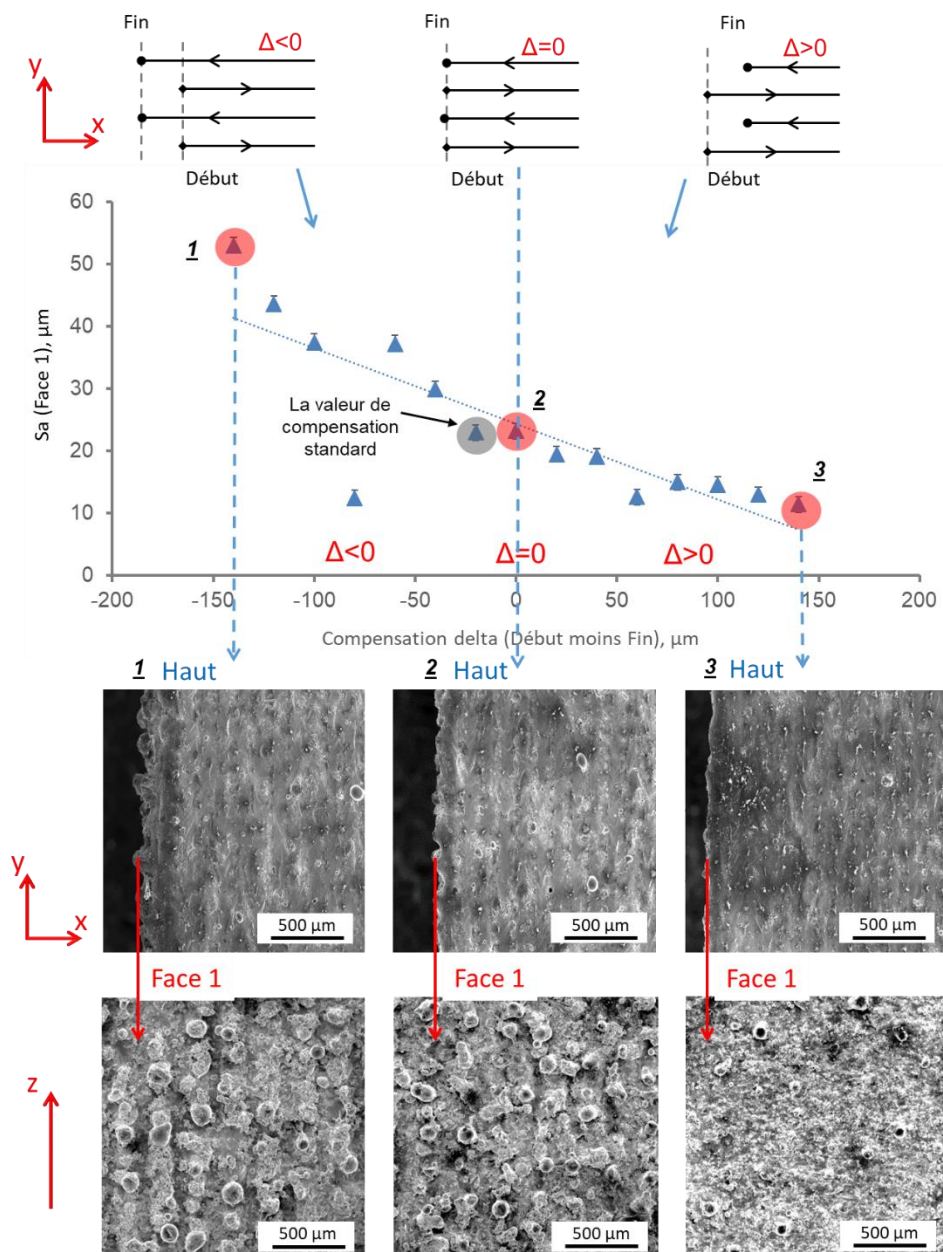 Fin
Fin
Fin
Δ<0
Δ=0
Δ>0
y
x
Début
Début
Début
60
50
40
30
20
10
0
Sa (Face 1), µm
1
La valeur de
compensation
standard
2
3
Δ<0
Δ=0
Δ>0
-200
-150
-100
-50
0
50
100
150
200
Compensation delta (Début moins Fin), µm
1 Haut
2 Haut
3 Haut
y
x
500 µm
500 µm
500 µm
Face 1
Face 1
Face 1
z
500 µm
500 µm
500 µm